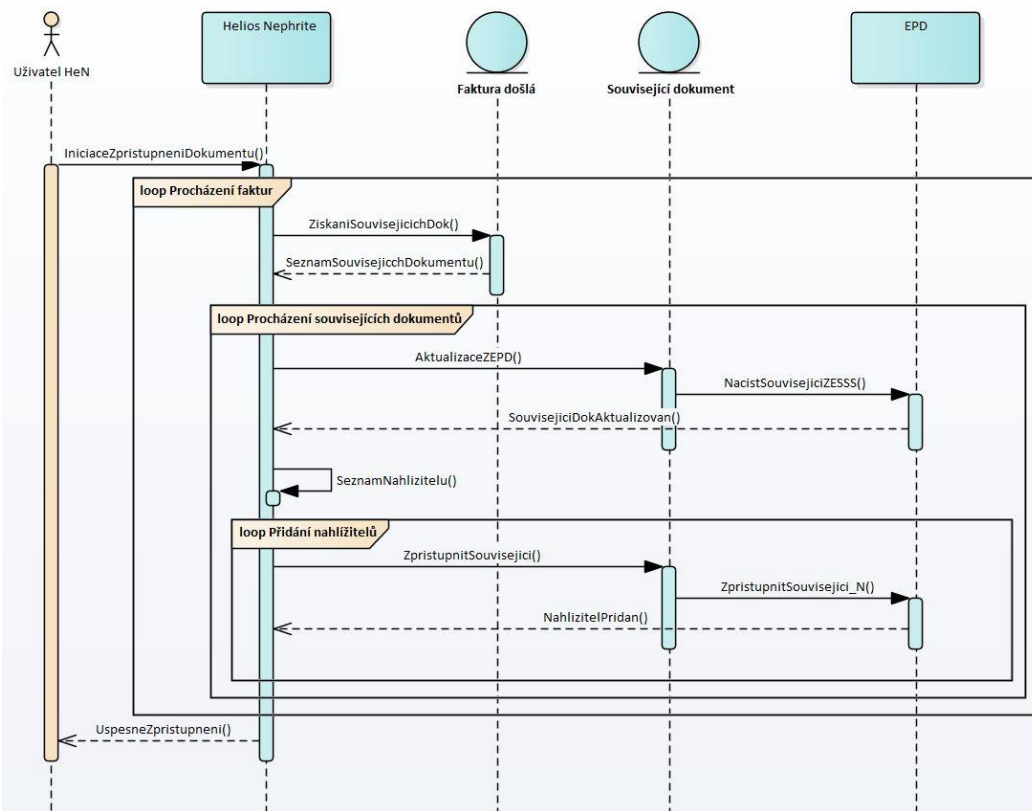 Uživatel HeN
Helios Nephrite
Faktura došlá
Související dokument
EPD
IniciaceZpristupneniDokumentu()
loop Procházení faktur
ZiskaniSouvisejicichDok()
SeznamSouvisejicchDokumentu()
loop Procházení souvisejících dokumentů
AktualizaceZEPD()
NacistSouvisejiciZESSS()
SouvisejiciDokAktualizovan()
SeznamNahlizitelu()
loop Přidání nahlížitelů
ZpristupnitSouvisejici()
ZpristupnitSouvisejici_N()
NahlizitelPridan()
UspesneZpristupneni()